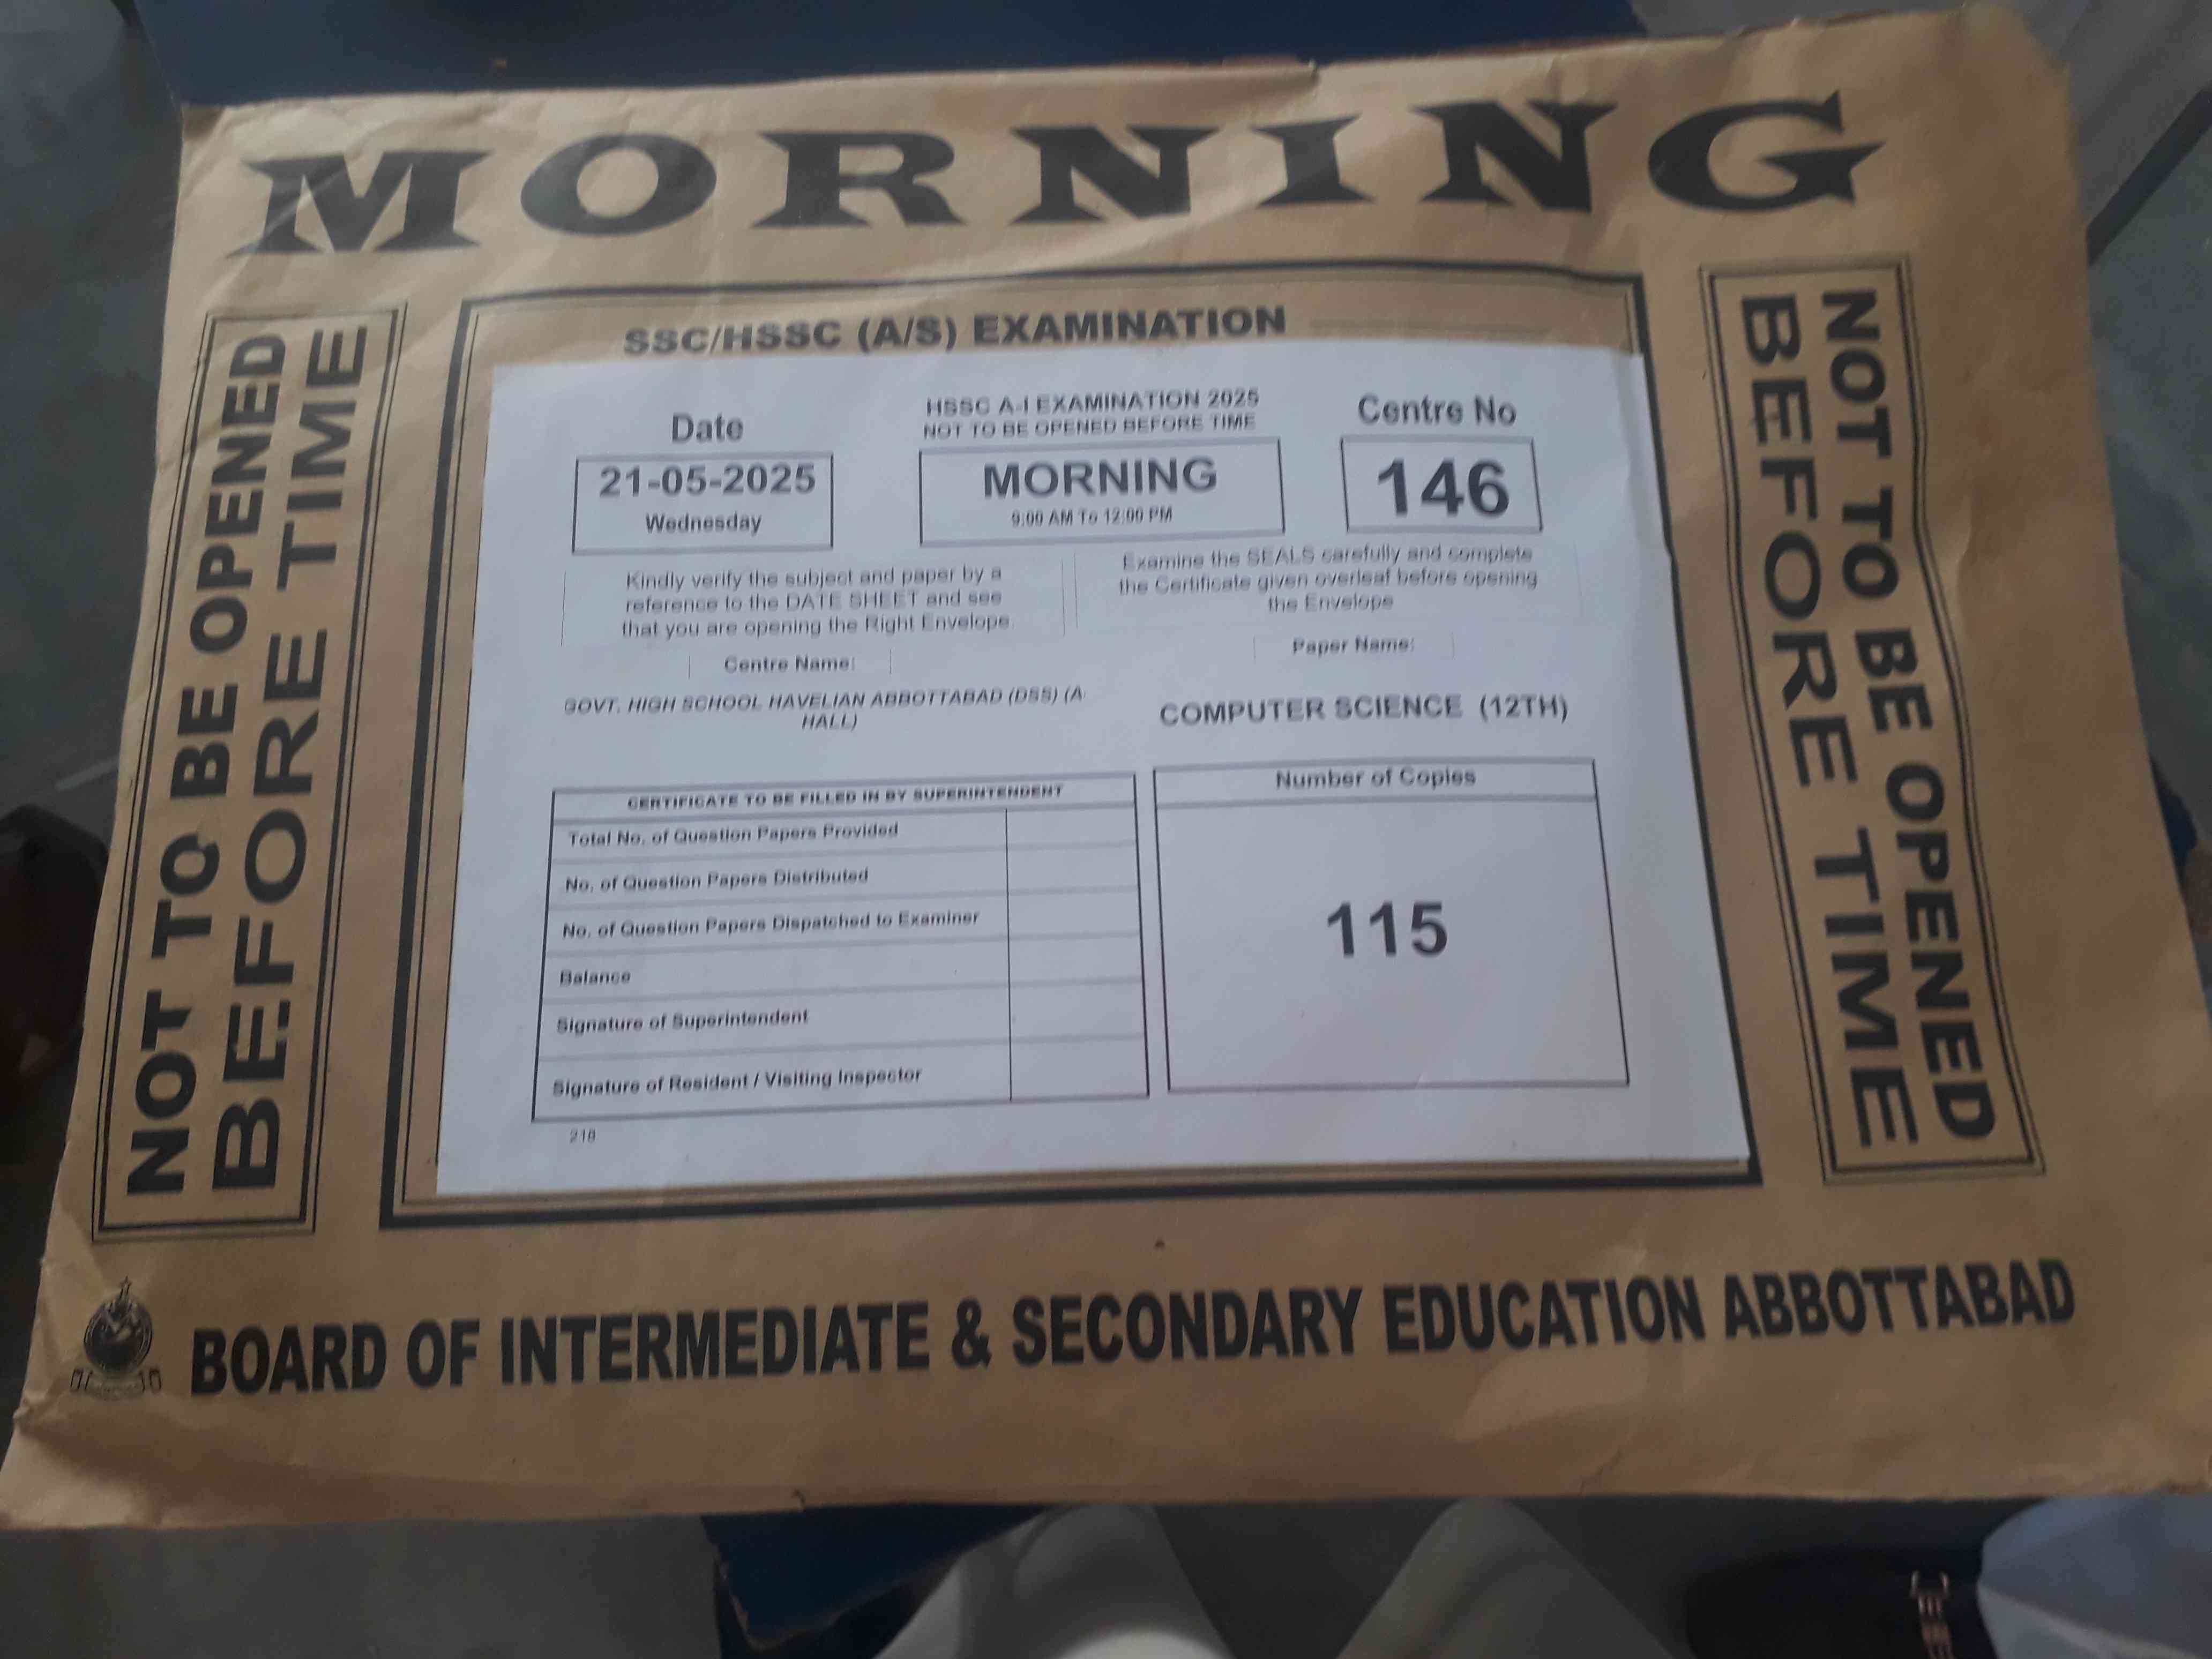 MORNING
NOT TO BE OPENED
BEFORE TIME
SSC/HSSC (A/S) EXAMINATION
HSSC A-I EXAMINATION 2025
NOT TO BE OPENED BEFORE TIME
Date
21-05-2025
Wednesday
MORNING
9:00 AM To 12:00 PM
Centre No
146
Kindly verify the subject and paper by a
reference to the DATE SHEET and see
that you are opening the Right Envelope
Examine the SEALS carefully and complete
the Certificate given overleaf before opening
the Envelope
Centre Name:
GOVT. HIGH SCHOOL HAVELIAN ABBOTTABAD (DSS) (A
HALL)
Paper Name:
COMPUTER SCIENCE (12TH)
CERTIFICATE TO BE FILLED IN BY SUPERINTENDENT
Total No. of Question Papers Provided
No. of Question Papers Distributed
No. of Question Papers Dispatched to Examiner
Balance
Signature of Superintendent
Signature of Resident / Visiting Inspector
Number of Copies
115
218
NOT TO BE OPENED
BEFORE TIME
BOARD OF INTERMEDIATE & SECONDARY EDUCATION ABBOTTABAD